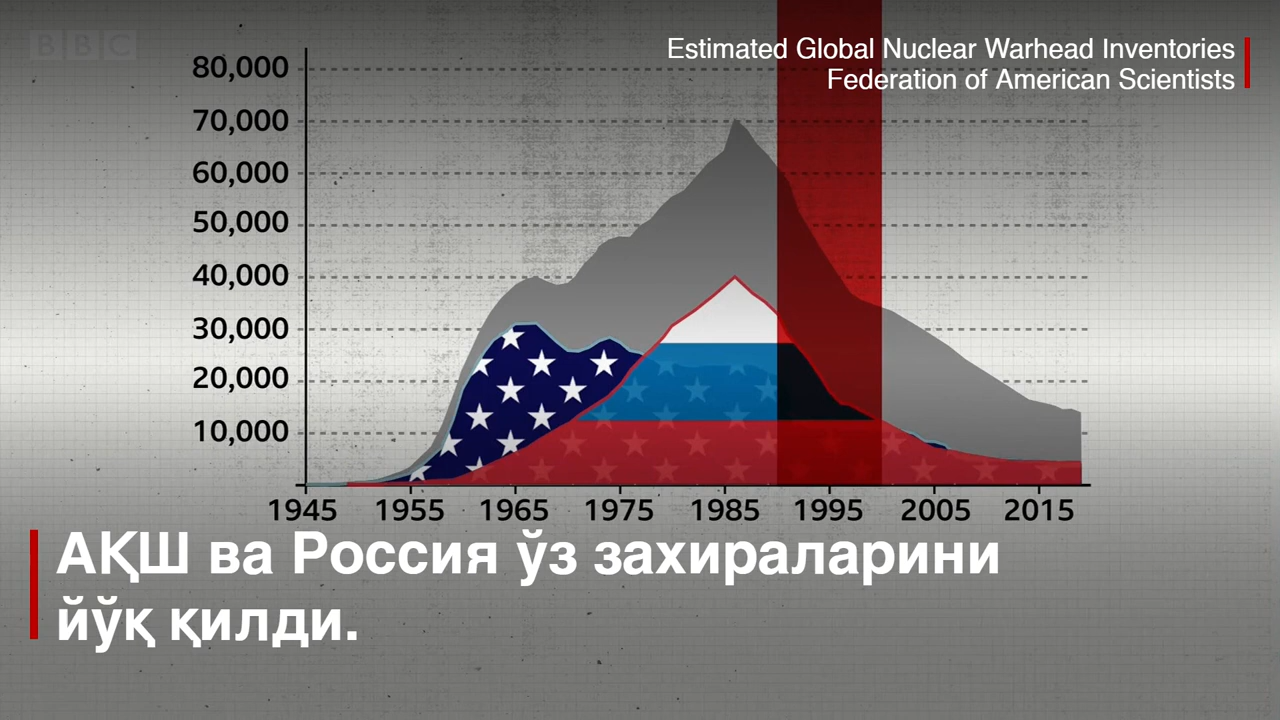 BBC
Estimated Global Nuclear Warhead Inventories
Federation of American Scientists
80,000
70,000
60,000
50,000
40,000
30,000
20,000
10,000
1945 1955 1965 1975 1985 1995 2005 2015
АҚШ ва Россия ўз захираларини
йўқ қилди.